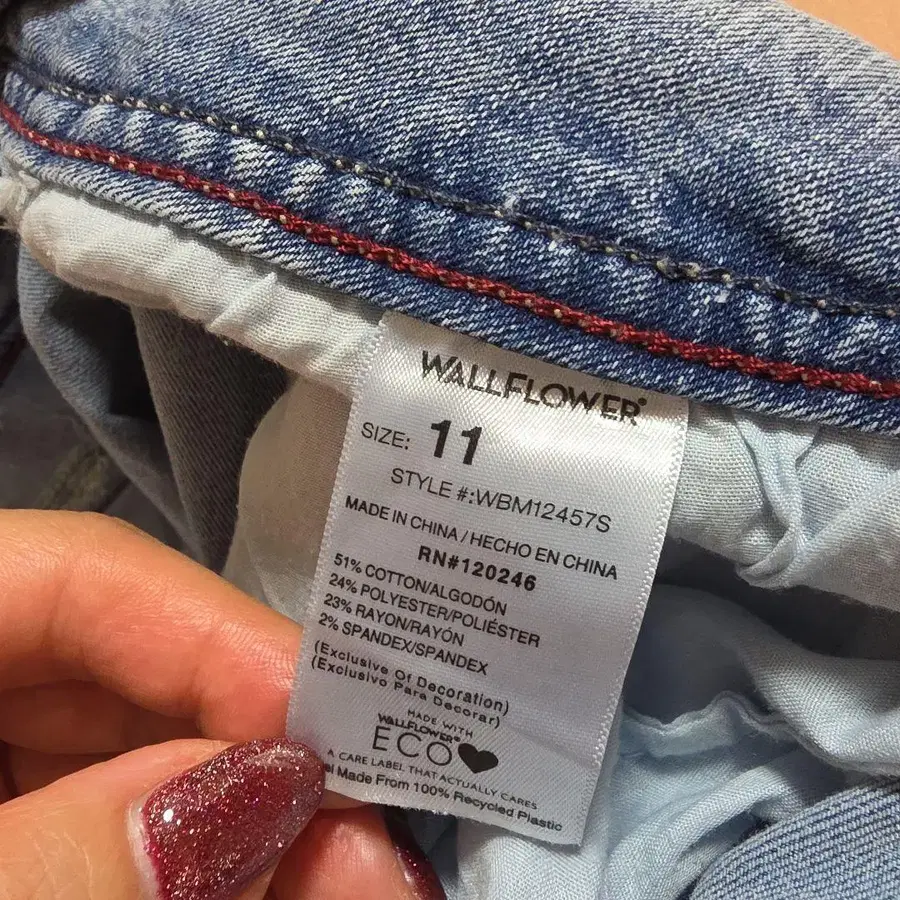 WALLFLOWER®
SIZE: 11
STYLE #:WBM12457S
MADE IN CHINA / HECHO EN CHINA
RN#120246
51% COTTON/ALGODÓN
24% POLYESTER/POLIÉSTER
23% RAYON/RAYÓN
2% SPANDEX/SPANDEX
(Exclusive Of Decoration)
(Exclusivo Para Decorar)
MADE WITH
WALLFLOWER®
ECO
A CARE LABEL THAT ACTUALLY CARES
Made From 100% Recycled Plastic